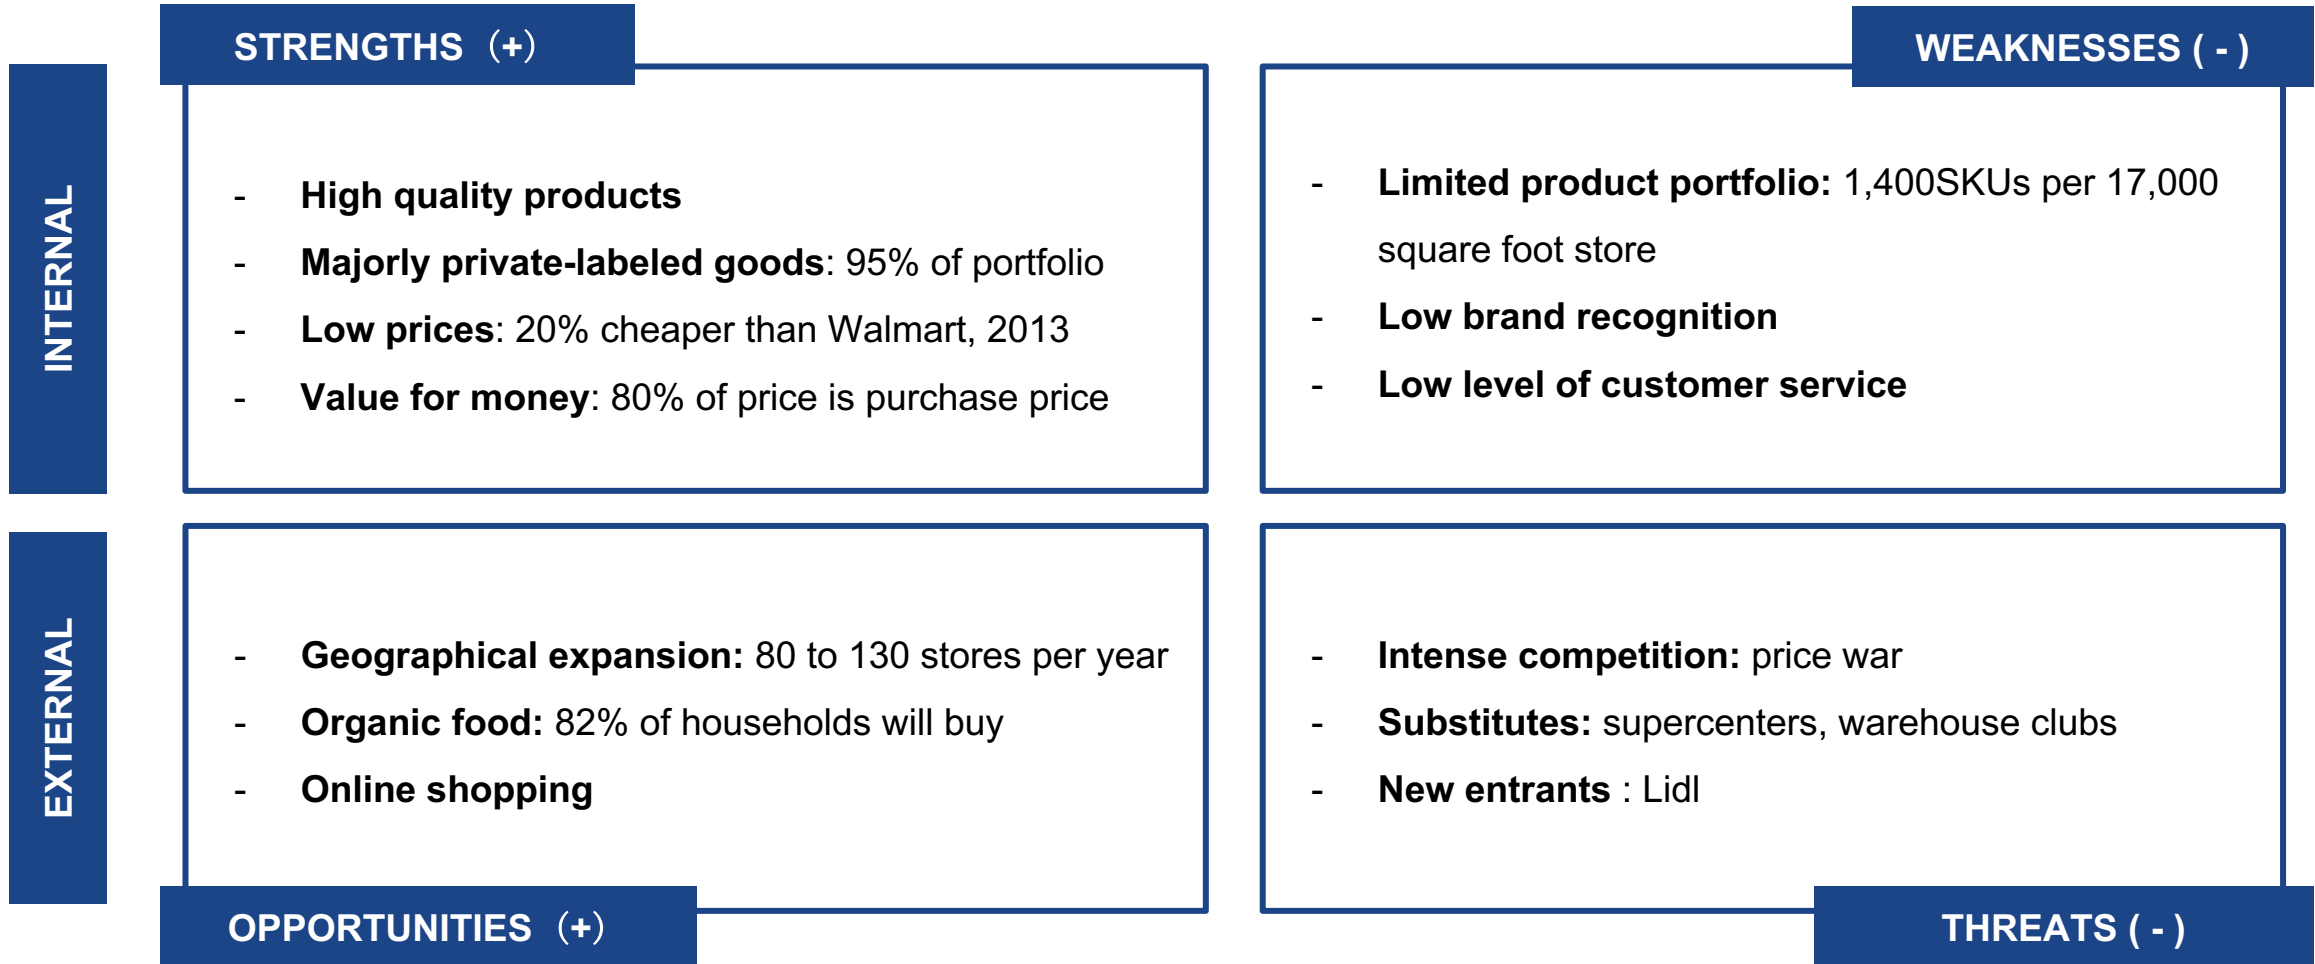 STRENGTHS (+)
WEAKNESSES ( - )
INTERNAL
- High quality products
- Majorly private-labeled goods: 95% of portfolio
- Low prices: 20% cheaper than Walmart, 2013
- Value for money: 80% of price is purchase price
- Limited product portfolio: 1,400SKUs per 17,000
square foot store
- Low brand recognition
- Low level of customer service
EXTERNAL
- Geographical expansion: 80 to 130 stores per year
- Organic food: 82% of households will buy
- Online shopping
- Intense competition: price war
- Substitutes: supercenters, warehouse clubs
- New entrants : Lidl
OPPORTUNITIES (+)
THREATS ( - )